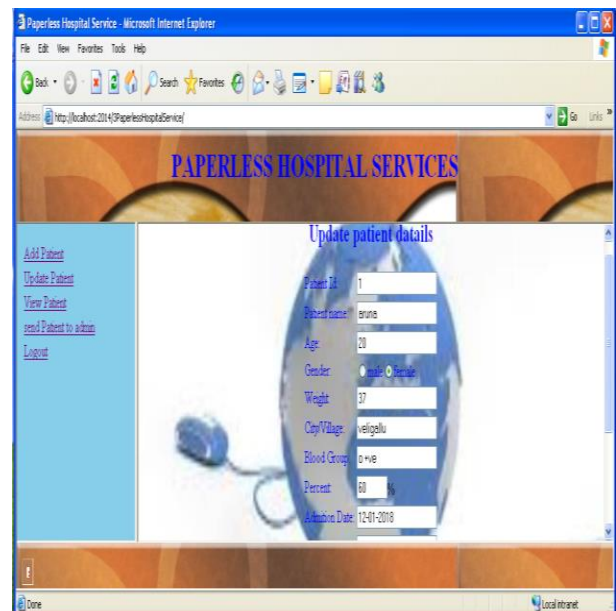 Paperless Hospital Service - Microsoft Internet Explorer
File Edit View Favorites Tools Help
Back Search Favorites
Address http://localhost:2014/3PaperlessHospitalService/ Go Links »
PAPERLESS HOSPITAL SERVICES
Update patient datails
Add Patient
Update Patient
View Patient
send Patient to admin
Logout
Patient Id: 1
Patient name: aruna
Age: 20
Gender: male female
Weight: 37
City/Village: veligallu
Blood Group: o +ve
Percent: 60 %
Admition Date: 12-01-2018
Done Local intranet